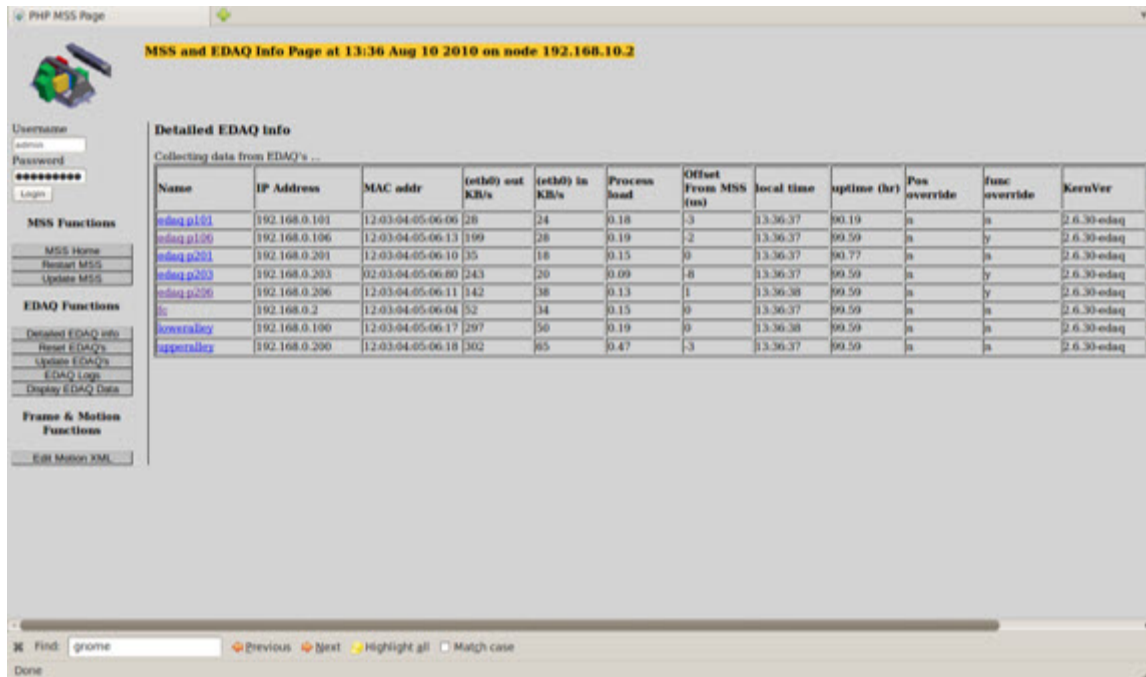 PHP MSS Page
MSS and EDAQ Info Page at 13:36 Aug 10 2010 on node 192.168.10.2
Username
admin
Password
Login
MSS Functions
MSS Home
Restart MSS
Update MSS
EDAQ Functions
Detailed EDAQ info
Reset EDAQ's
Update EDAQ's
EDAQ Logs
Display EDAQ Data
Frame & Motion
Functions
Edit Motion XML
Detailed EDAQ info
Collecting data from EDAQ's ...
Name IP Address MAC addr (eth0) out KB/s (eth0) in KB/s Process load Offset From MSS (us) local time uptime (hr) Pos override func override KernVer
edaq-p101 192.168.0.101 12:03:04:05:06:06 28 24 0.18 -3 13:36:37 90.19 n n 2.6.30-edaq
edaq-p106 192.168.0.106 12:03:04:05:06:13 199 28 0.19 -2 13:36:37 99.59 n y 2.6.30-edaq
edaq-p201 192.168.0.201 12:03:04:05:06:10 35 18 0.15 0 13:36:37 90.77 n n 2.6.30-edaq
edaq-p203 192.168.0.203 02:03:04:05:06:80 243 20 0.09 -8 13:36:37 99.59 n y 2.6.30-edaq
edaq-p206 192.168.0.206 12:03:04:05:06:11 142 38 0.13 1 13:36:38 99.59 n y 2.6.30-edaq
fc 192.168.0.2 12:03:04:05:06:04 52 34 0.15 0 13:36:37 99.59 n n 2.6.30-edaq
loweralley 192.168.0.100 12:03:04:05:06:17 297 50 0.19 0 13:36:38 99.59 n n 2.6.30-edaq
upperalley 192.168.0.200 12:03:04:05:06:18 302 65 0.47 -3 13:36:37 99.59 n n 2.6.30-edaq
Find: gnome Previous Next Highlight all Match case
Done